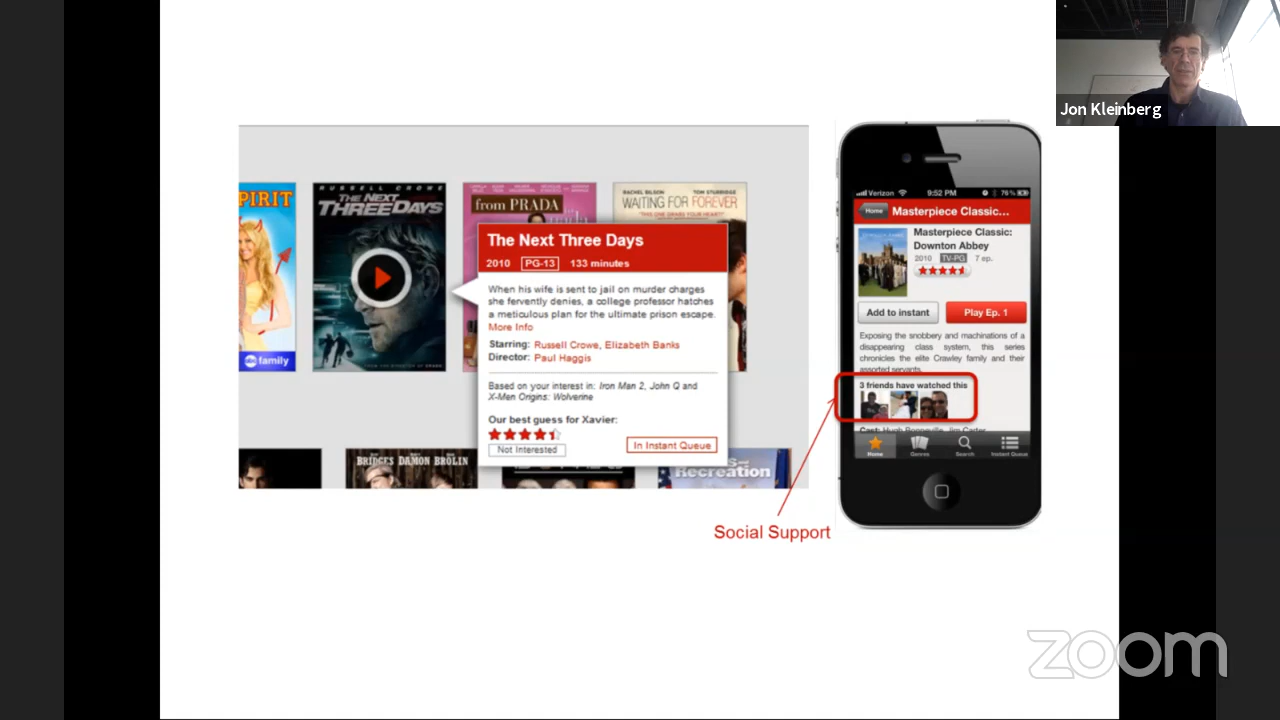 Jon Kleinberg
PIRIT
abc family
RUSSELL CROWE
THE NEXT
THREE DAYS
from PRADA
RACHEL BILSON TOM STURRIDGE
WAITING FOR FOREVER
The Next Three Days
2010 PG-13 133 minutes
When his wife is sent to jail on murder charges
she fervently denies, a college professor hatches
a meticulous plan for the ultimate prison escape.
More Info
Starring: Russell Crowe, Elizabeth Banks
Director: Paul Haggis
Based on your interest in: Iron Man 2, John Q and
X-Men Origins: Wolverine
Our best guess for Xavier:
Not Interested
In Instant Queue
BRIDGES DAMON BROLIN
Recreation
Social Support
Verizon 9:52 PM 76%
Home Masterpiece Classic...
Masterpiece Classic:
Downton Abbey
2010 TV-PG 7 ep.
Add to instant Play Ep. 1
Exposing the snobbery and machinations of a
disappearing class system, this series
chronicles the elite Crawley family and their
assorted servants.
3 friends have watched this
Cast: Hugh Bonneville, Jim Carter
Home Genres Search Instant Queue
zoom